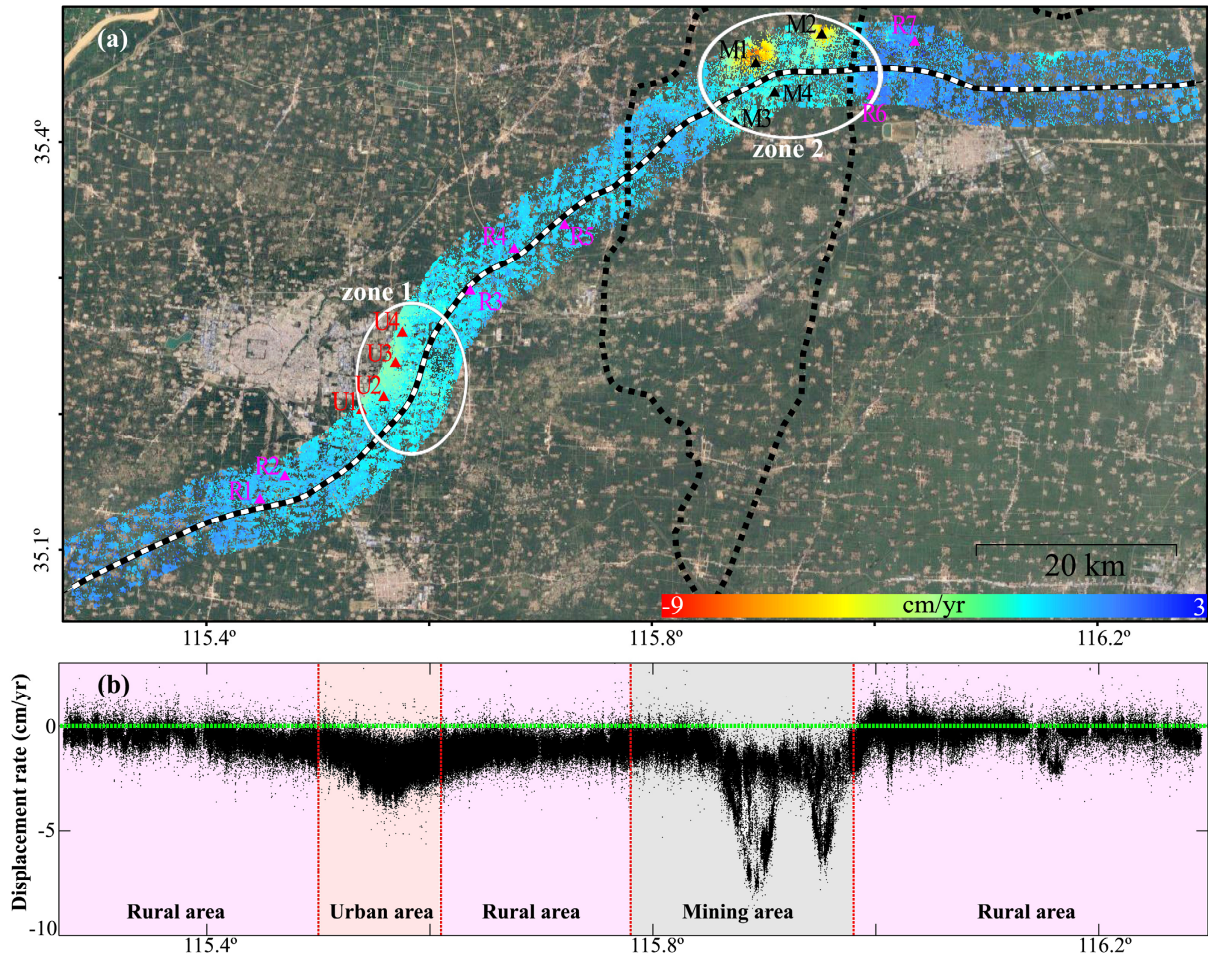 (a)
M2
R7
M1
M4
R6
M3
35.4
zone 2
R4
R5
zone 1
R3
U4
U3
U2
U1
R2
R1
35.1°
20 km
-9 cm/yr 3
115.4° 115.8° 116.2°
(b)
Displacement rate (cm/yr)
0
-5
-10
Rural area Urban area Rural area Mining area Rural area
115.4° 115.8° 116.2°